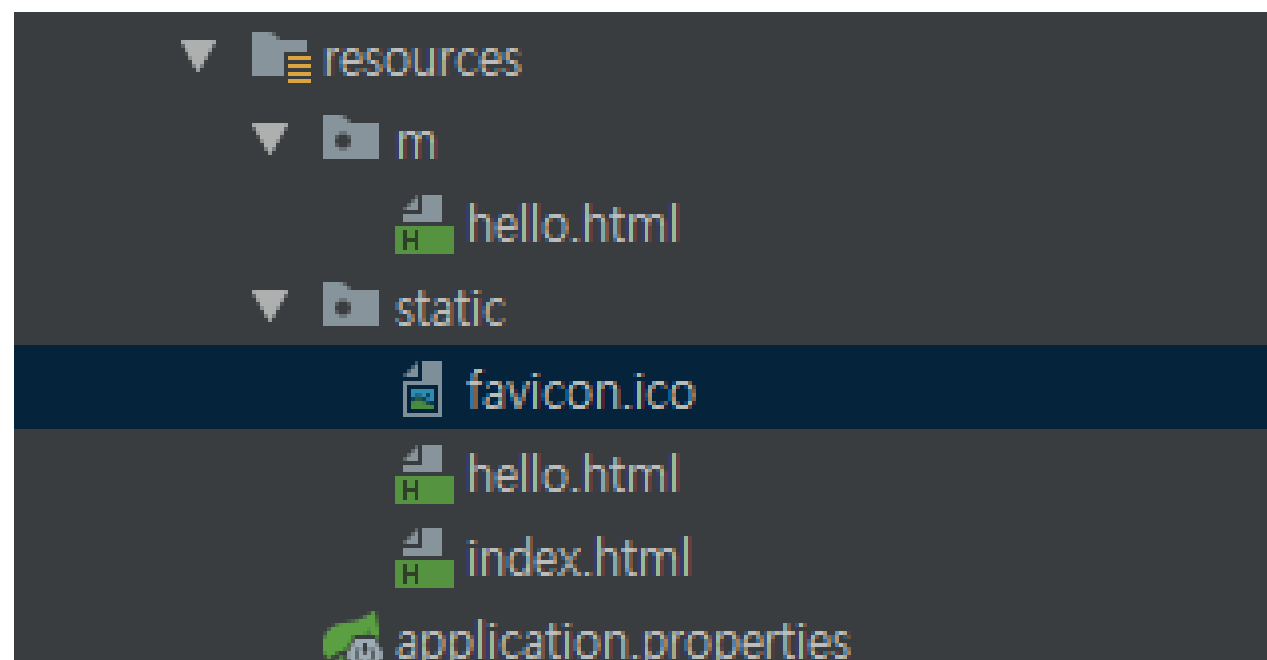 resources
m
hello.html
static
favicon.ico
H hello.html
H index.html
application.properties